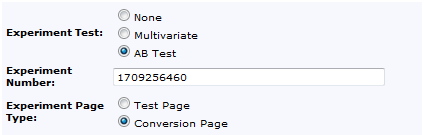 None
Experiment Test:
Multivariate
AB Test
Experiment
Number:
1709256460
Experiment Page
Type:
Test Page
Conversion Page